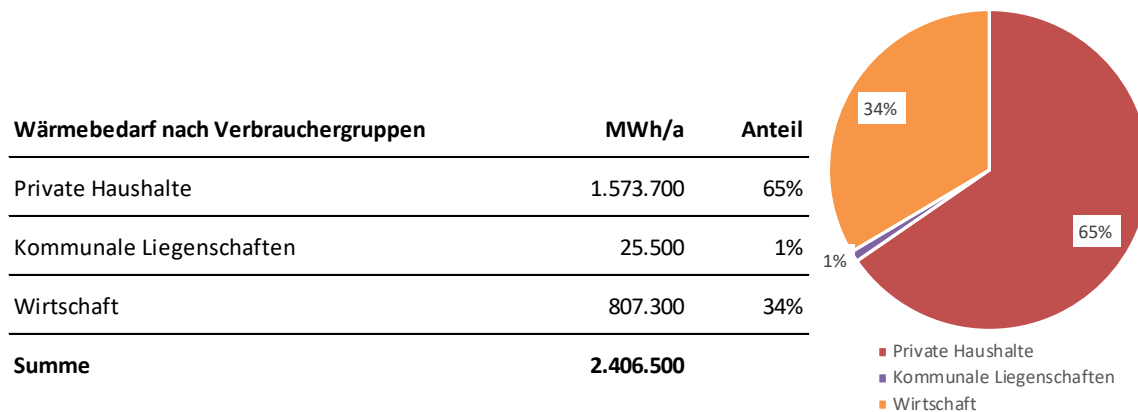 Wärmebedarf nach Verbrauchergruppen MWh/a Anteil
Private Haushalte 1.573.700 65%
Kommunale Liegenschaften 25.500 1%
Wirtschaft 807.300 34%
Summe 2.406.500
34%
65%
1%
Private Haushalte
Kommunale Liegenschaften
Wirtschaft